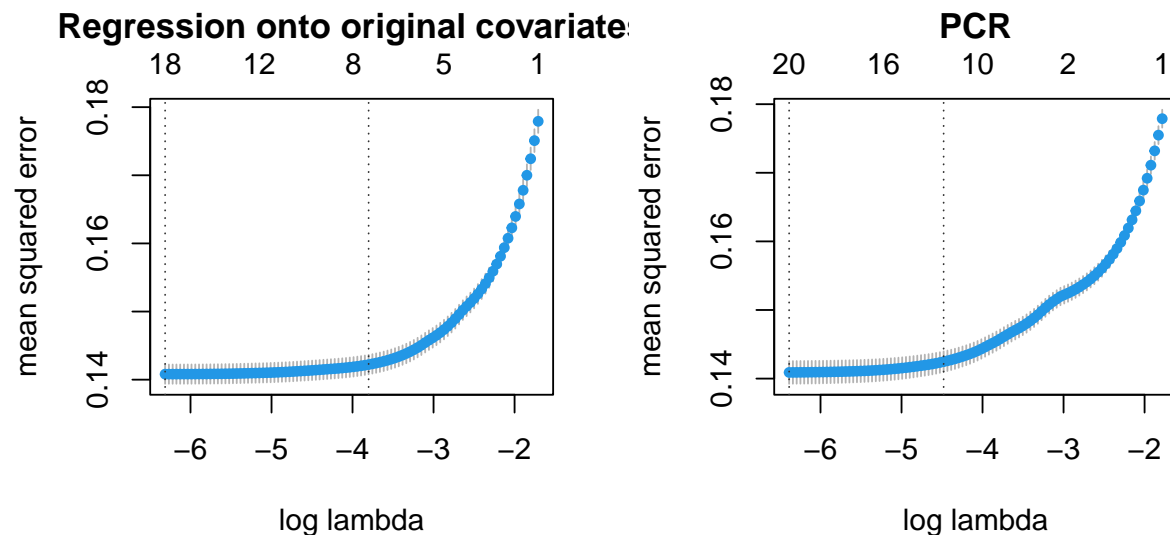 Regression onto original covariates
18 12 8 5 1
mean squared error
0.14 0.16 0.18
−6 −5 −4 −3 −2
log lambda
PCR
20 16 10 2 1
mean squared error
0.14 0.16 0.18
−6 −5 −4 −3 −2
log lambda